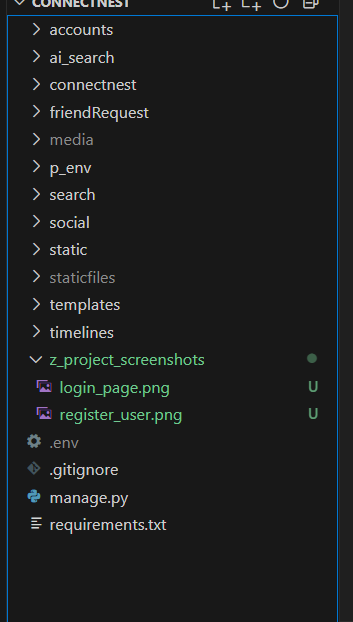 CONNECTNEST
accounts
ai_search
connectnest
friendRequest
media
p_env
search
social
static
staticfiles
templates
timelines
z_project_screenshots
login_page.png U
register_user.png U
.env
.gitignore
manage.py
requirements.txt